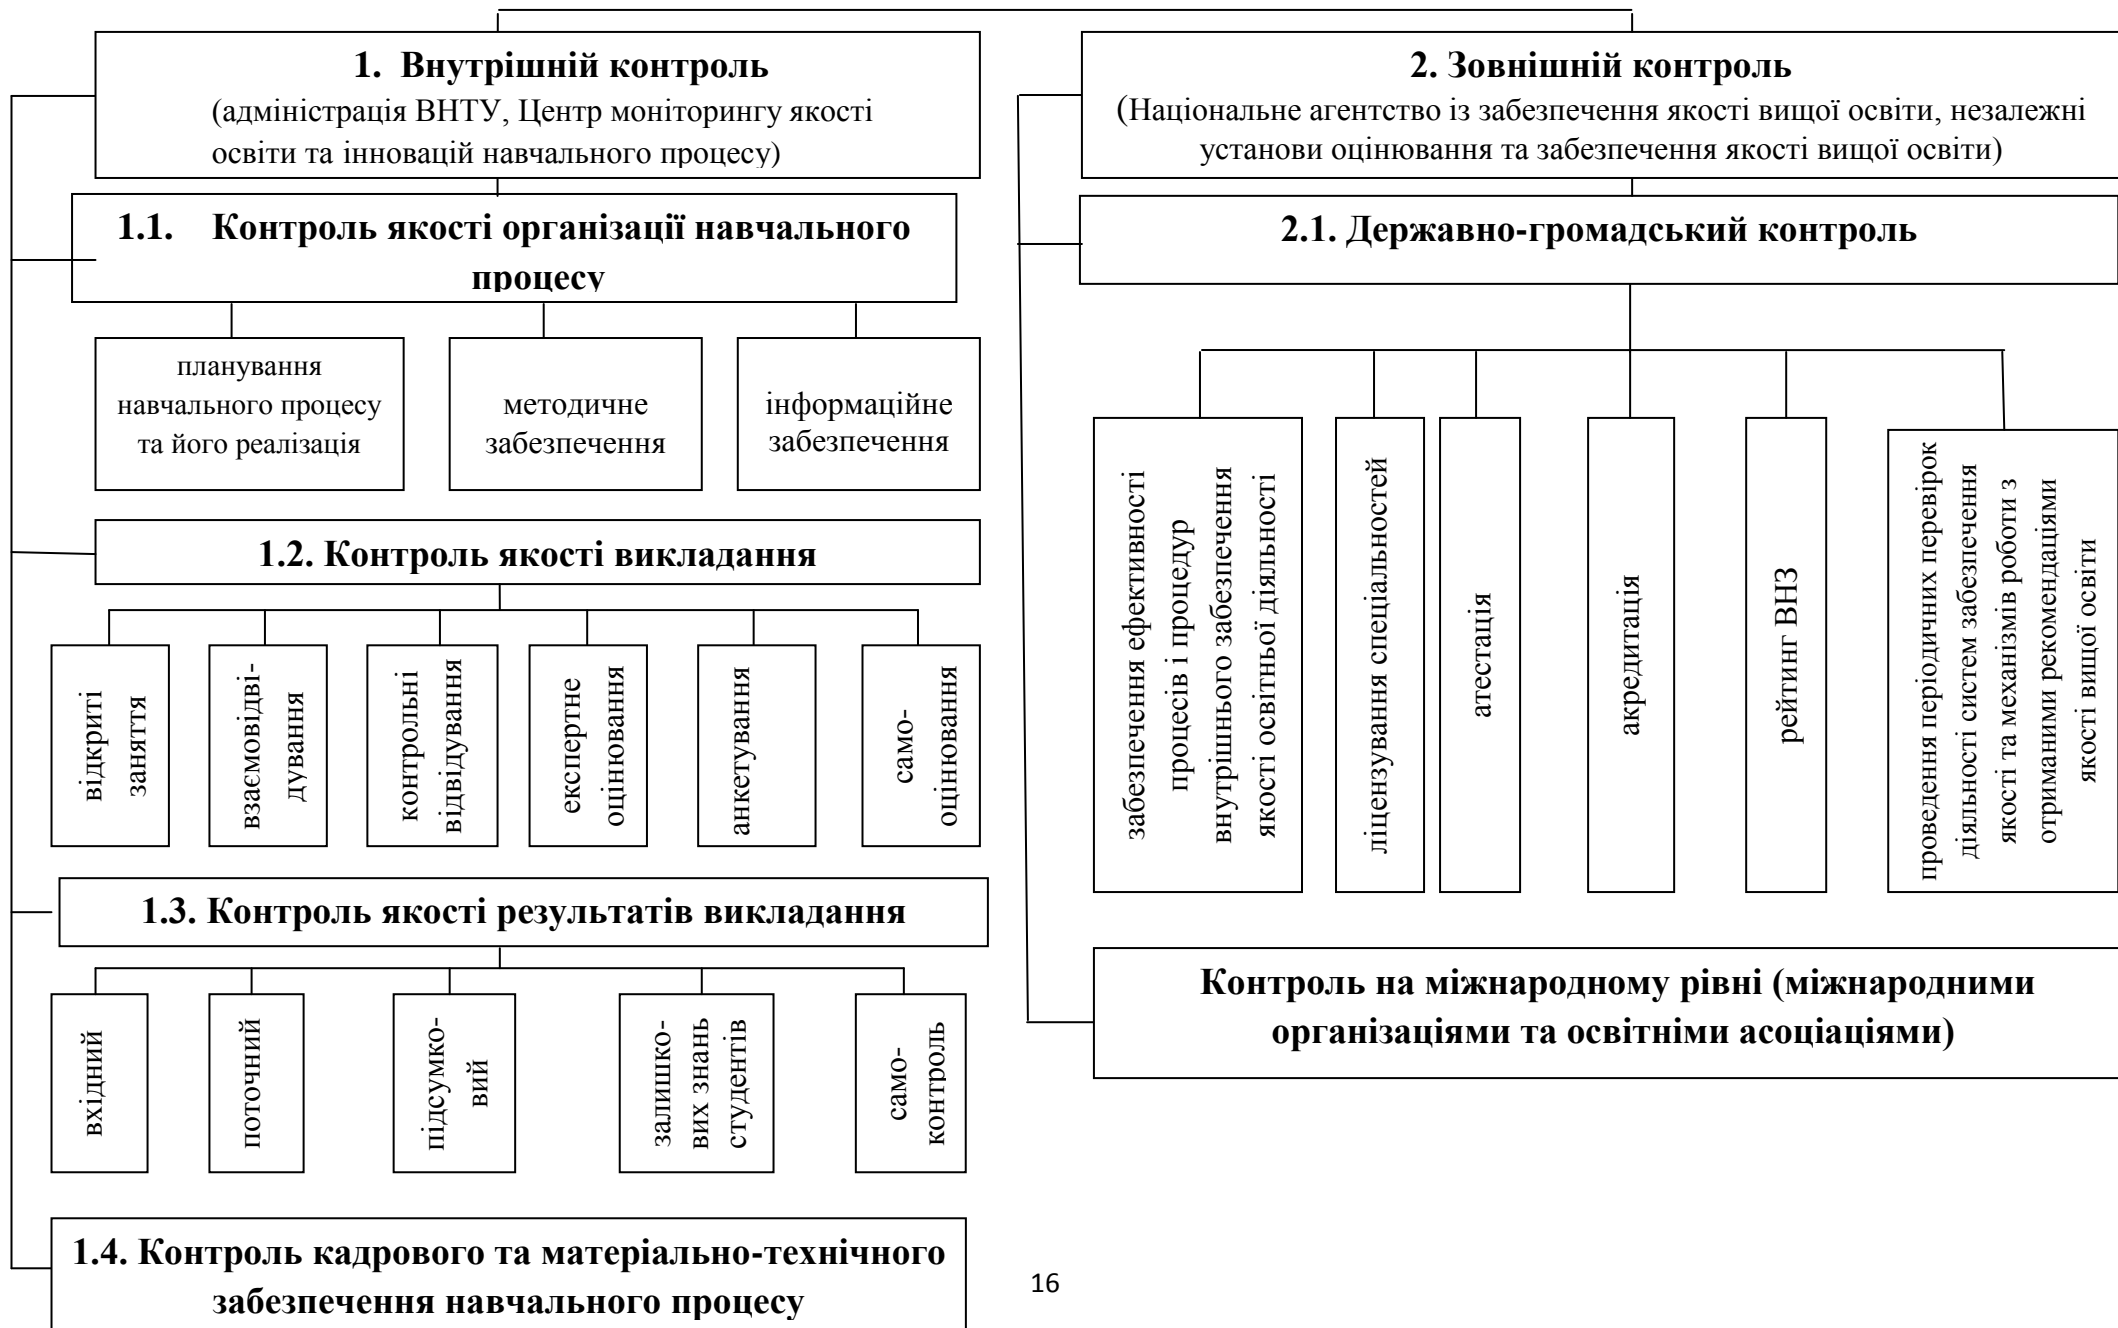 1. Внутрішній контроль
(адміністрація ВНТУ, Центр моніторингу якості
освіти та інновацій навчального процесу)
1.1. Контроль якості організації навчального
процесу
планування
навчального процесу
та його реалізація
методичне
забезпечення
інформаційне
забезпечення
1.2. Контроль якості викладання
відкриті
заняття
взаємовідві-
дування
контрольні
відвідування
експертне
оцінювання
анкетування
само-
оцінювання
1.3. Контроль якості результатів викладання
вхідний
поточний
підсумко-
вий
залишко-
вих знань
студентів
само-
контроль
1.4. Контроль кадрового та матеріально-технічного
забезпечення навчального процесу
2. Зовнішній контроль
(Національне агентство із забезпечення якості вищої освіти, незалежні
установи оцінювання та забезпечення якості вищої освіти)
2.1. Державно-громадський контроль
забезпечення ефективності
процесів і процедур
внутрішнього забезпечення
якості освітньої діяльності
ліцензування спеціальностей
атестація
акредитація
рейтинг ВНЗ
проведення періодичних перевірок
діяльності систем забезпечення
якості та механізмів роботи з
отриманими рекомендаціями
якості вищої освіти
Контроль на міжнародному рівні (міжнародними
організаціями та освітніми асоціаціями)
16